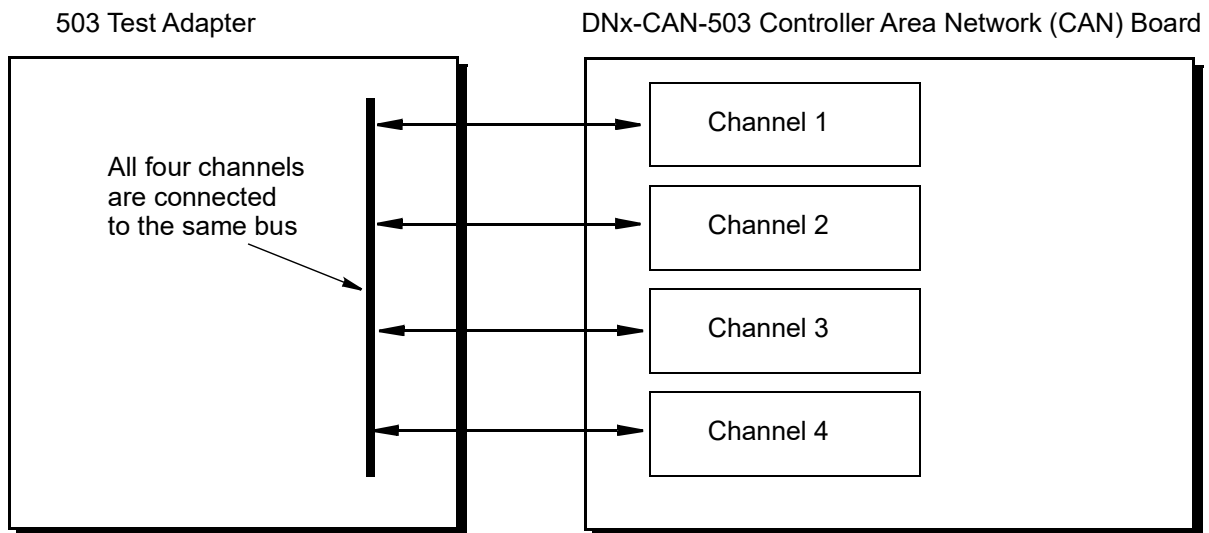 503 Test Adapter
DNx-CAN-503 Controller Area Network (CAN) Board
All four channels
are connected
to the same bus
Channel 1
Channel 2
Channel 3
Channel 4